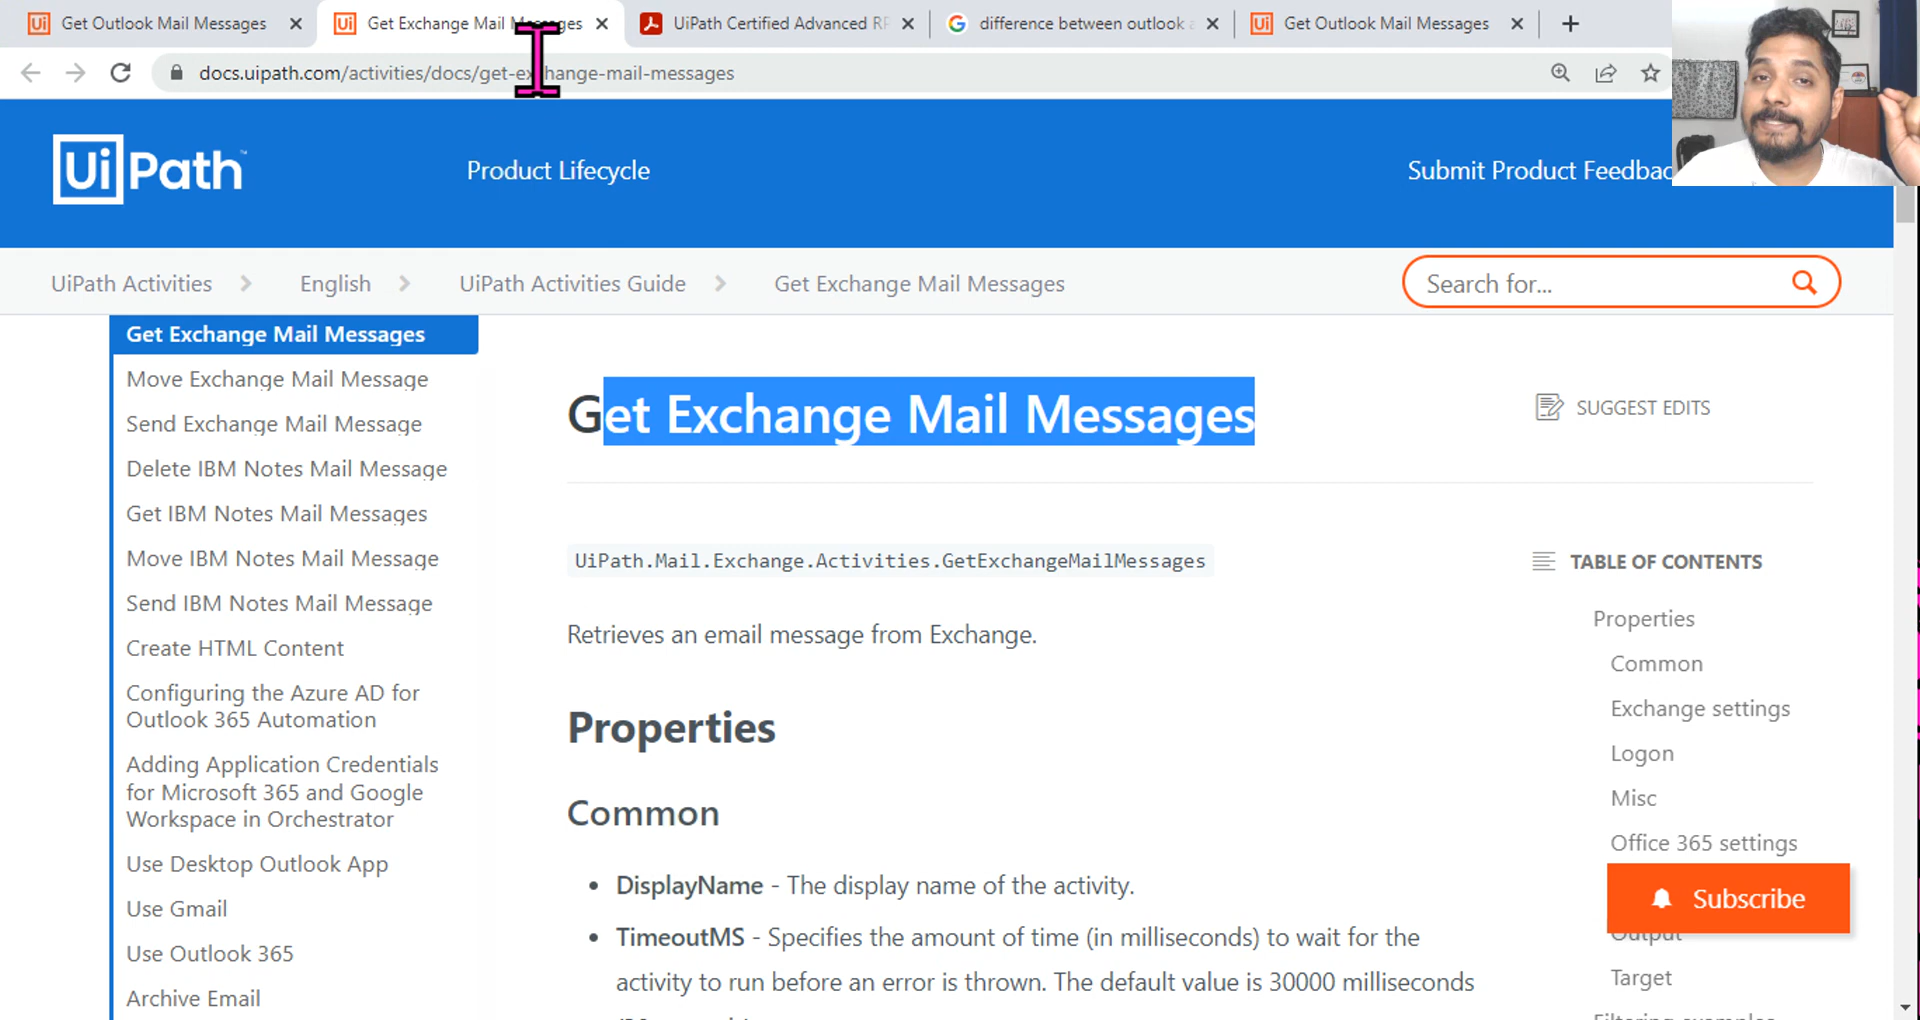 Get Outlook Mail Messages
Get Exchange Mail Messages
UiPath Certified Advanced RP
difference between outlook a
Get Outlook Mail Messages
docs.uipath.com/activities/docs/get-exchange-mail-messages
UiPath™
Product Lifecycle
Submit Product Feedbac
UiPath Activities
English
UiPath Activities Guide
Get Exchange Mail Messages
Search for...
Get Exchange Mail Messages
Move Exchange Mail Message
Send Exchange Mail Message
Delete IBM Notes Mail Message
Get IBM Notes Mail Messages
Move IBM Notes Mail Message
Send IBM Notes Mail Message
Create HTML Content
Configuring the Azure AD for
Outlook 365 Automation
Adding Application Credentials
for Microsoft 365 and Google
Workspace in Orchestrator
Use Desktop Outlook App
Use Gmail
Use Outlook 365
Archive Email
Get Exchange Mail Messages
SUGGEST EDITS
UiPath.Mail.Exchange.Activities.GetExchangeMailMessages
Retrieves an email message from Exchange.
Properties
Common
• DisplayName - The display name of the activity.
• TimeoutMS - Specifies the amount of time (in milliseconds) to wait for the
activity to run before an error is thrown. The default value is 30000 milliseconds
TABLE OF CONTENTS
Properties
Common
Exchange settings
Logon
Misc
Office 365 settings
Subscribe
Output
Target
Filtering examples